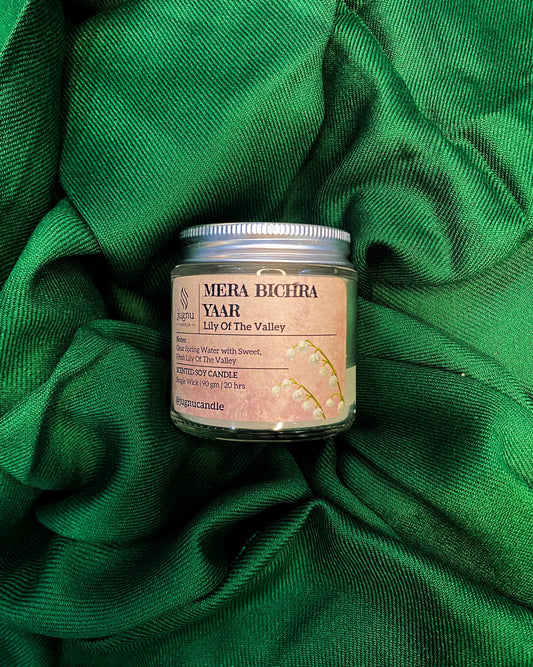 jugnu
MERA BICHRA
YAAR
Lily Of The Valley
Notes:
Clear Spring Water with Sweet,
Fresh Lily Of The Valley
SCENTED SOY CANDLE
Single Wick | 90 gm | 20 hrs
@jugnucandle